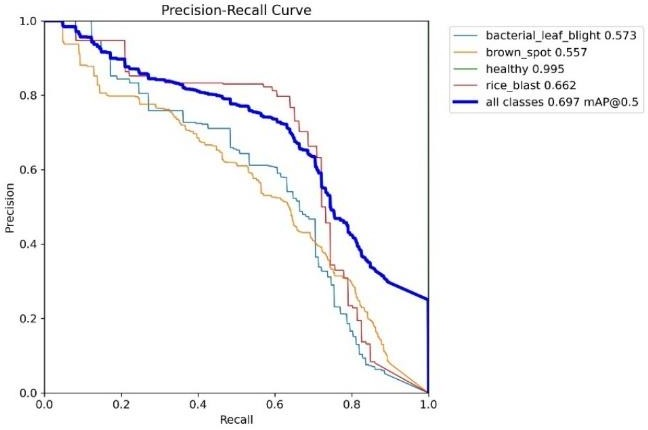 Precision-Recall Curve
bacterial_leaf_blight 0.573
brown_spot 0.557
healthy 0.995
rice_blast 0.662
all classes 0.697 mAP@0.5
1.0
0.8
0.6
0.4
0.2
0.0
Precision
0.0 0.2 0.4 0.6 0.8 1.0
Recall